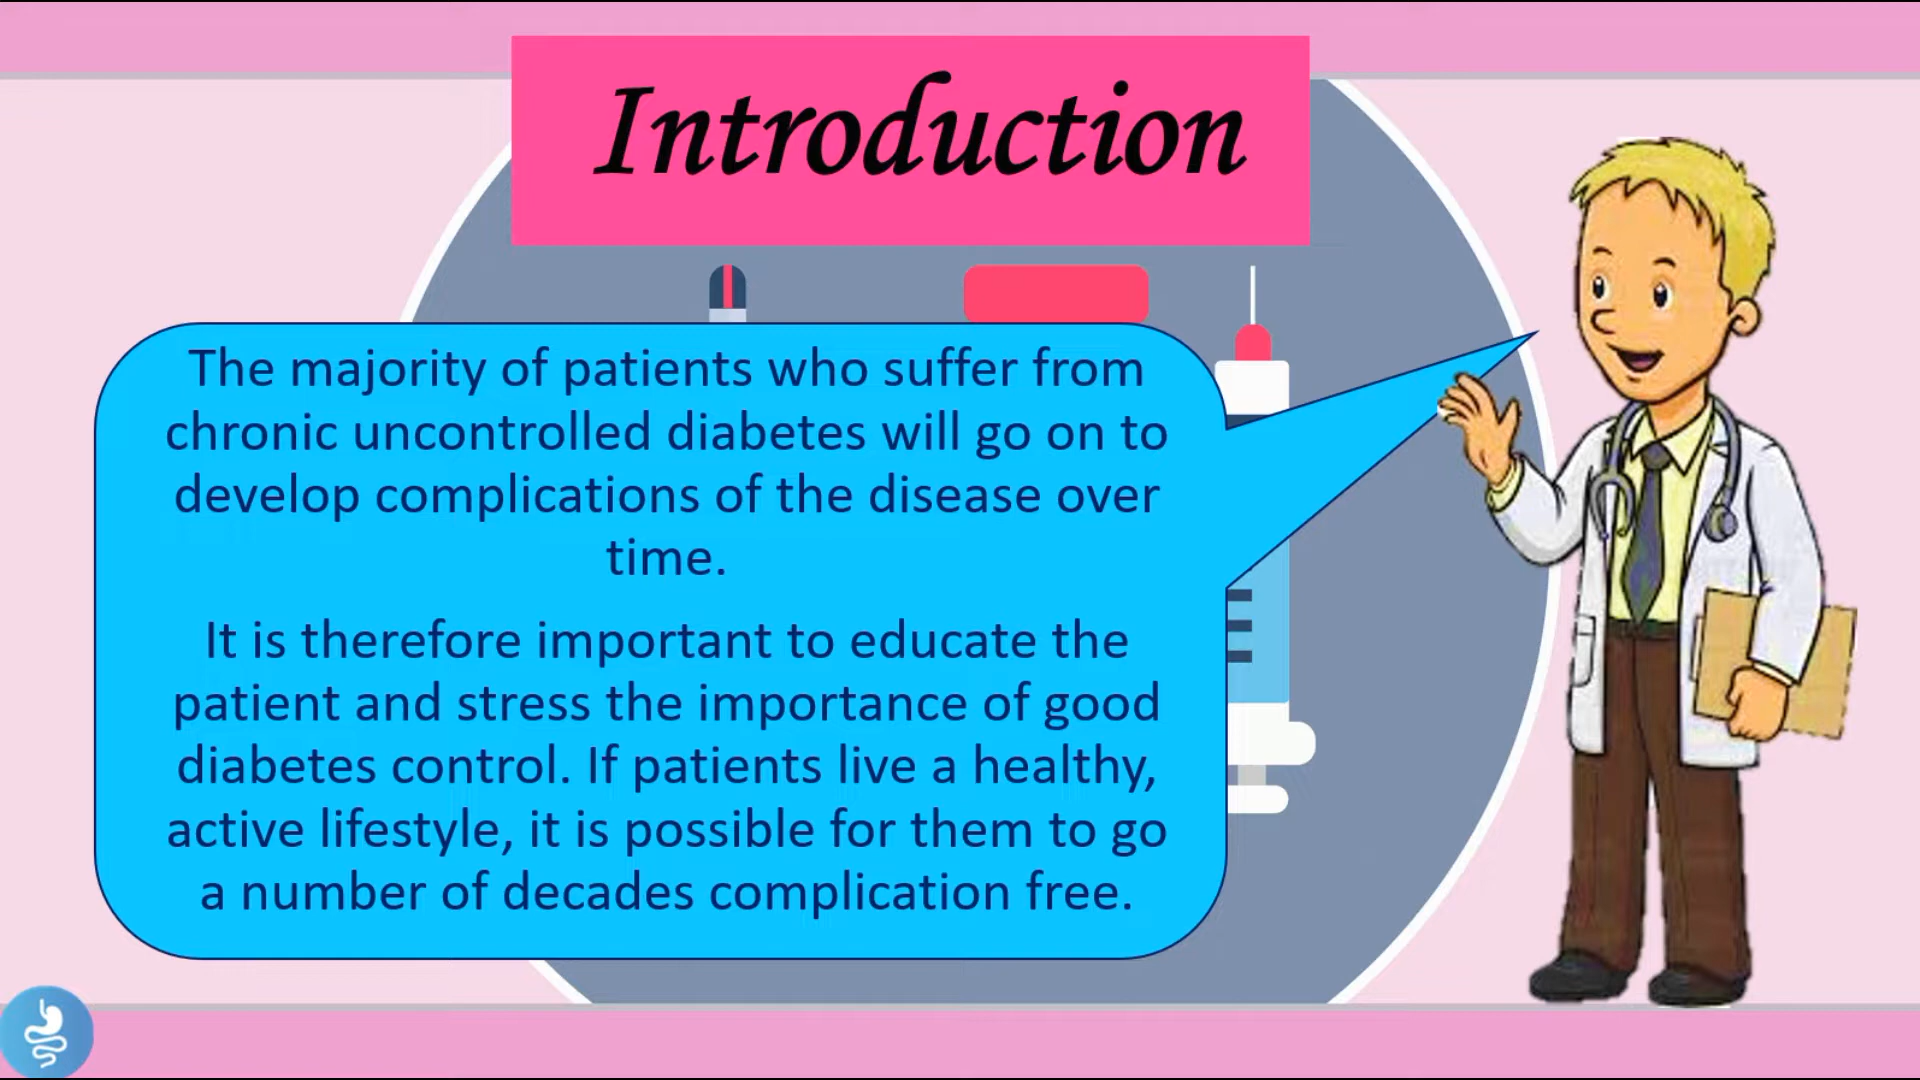 Introduction
The majority of patients who suffer from
chronic uncontrolled diabetes will go on to
develop complications of the disease over
time.
It is therefore important to educate the
patient and stress the importance of good
diabetes control. If patients live a healthy,
active lifestyle, it is possible for them to go
a number of decades complication free.